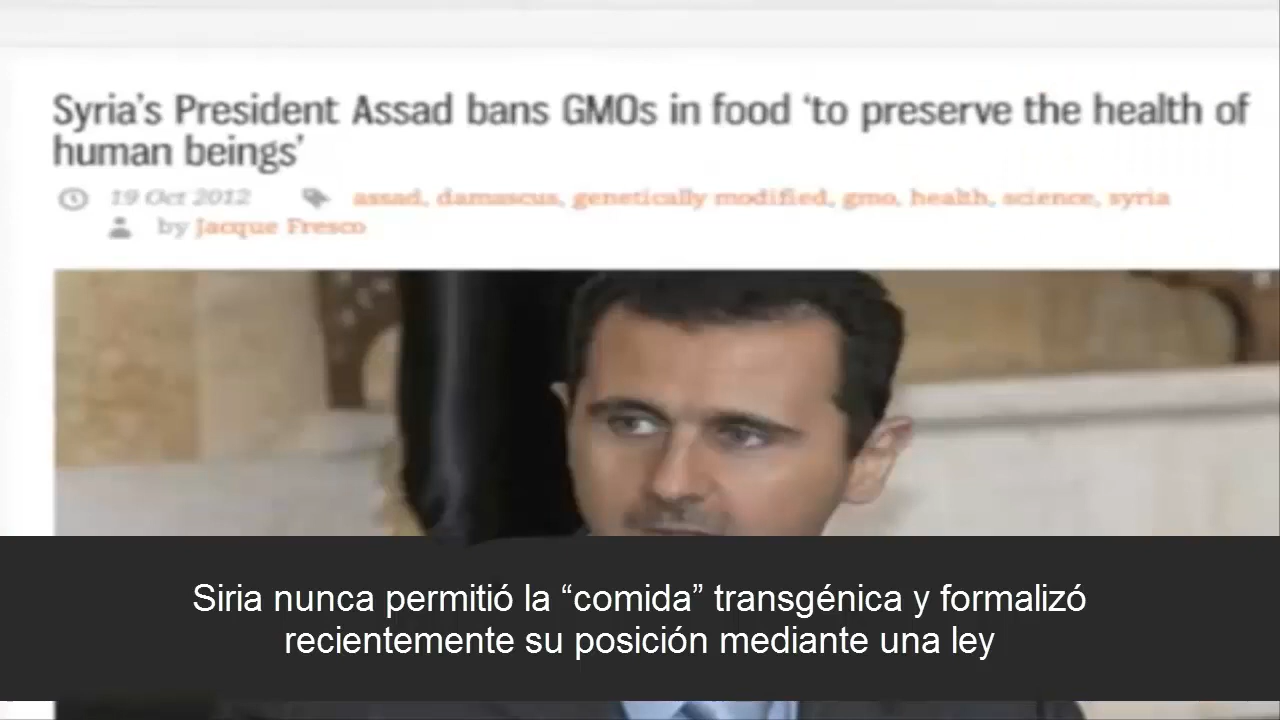 Syria's President Assad bans GMOs in food ‘to preserve the health of
human beings’
19 Oct 2012 assad, damascus, genetically modified, gmo, health, science, syria
by Jacque Fresco
Siria nunca permitió la “comida” transgénica y formalizó
recientemente su posición mediante una ley